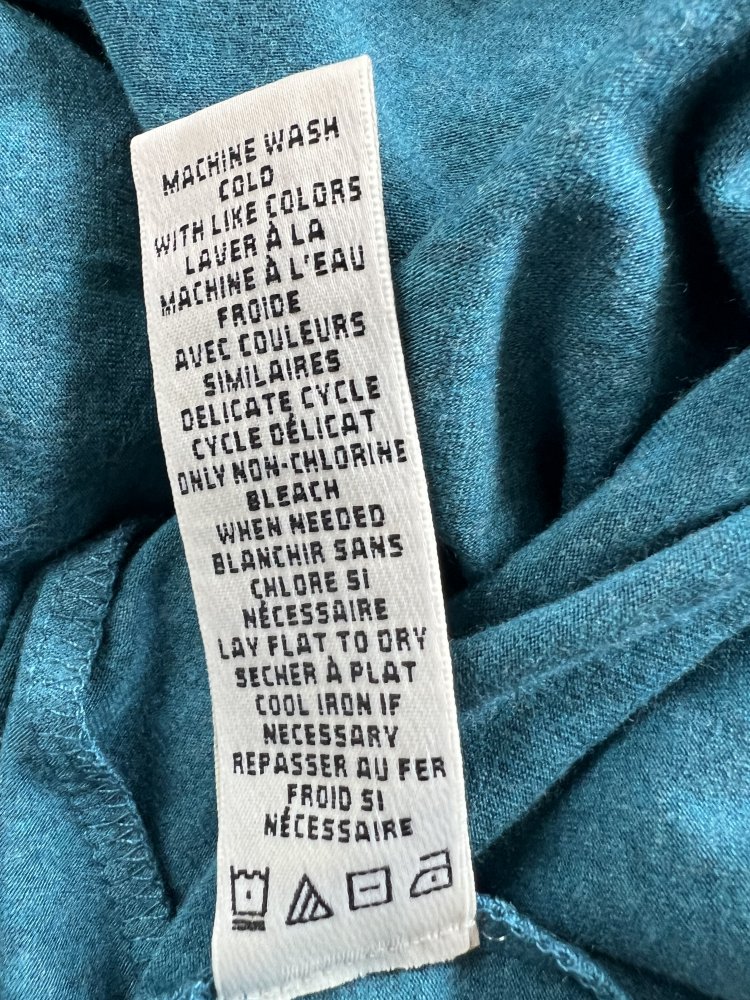 MACHINE WASH
COLD
WITH LIKE COLORS
LAVER À LA
MACHINE À L'EAU
FROIDE
AVEC COULEURS
SIMILAIRES
DELICATE CYCLE
CYCLE DÉLICAT
ONLY NON-CHLORINE
BLEACH
WHEN NEEDED
BLANCHIR SANS
CHLORE SI
NÉCESSAIRE
LAY FLAT TO DRY
SECHER À PLAT
COOL IRON IF
NECESSARY
REPASSER AU FER
FROID SI
NÉCESSAIRE